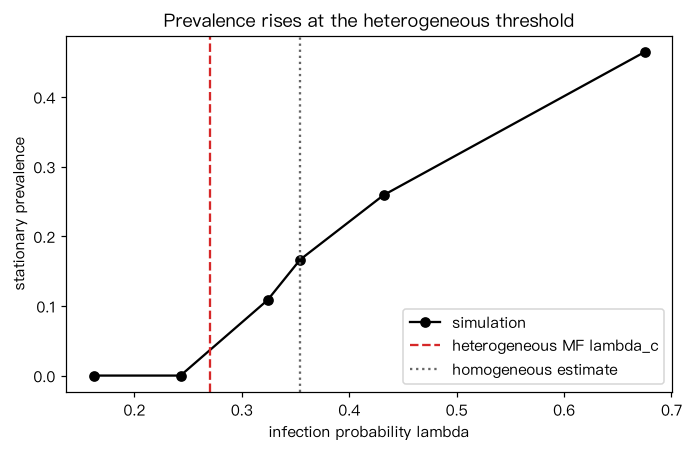 Prevalence rises at the heterogeneous threshold
stationary prevalence
0.4
0.3
0.2
0.1
0.0
simulation
heterogeneous MF lambda_c
homogeneous estimate
0.2 0.3 0.4 0.5 0.6 0.7
infection probability lambda